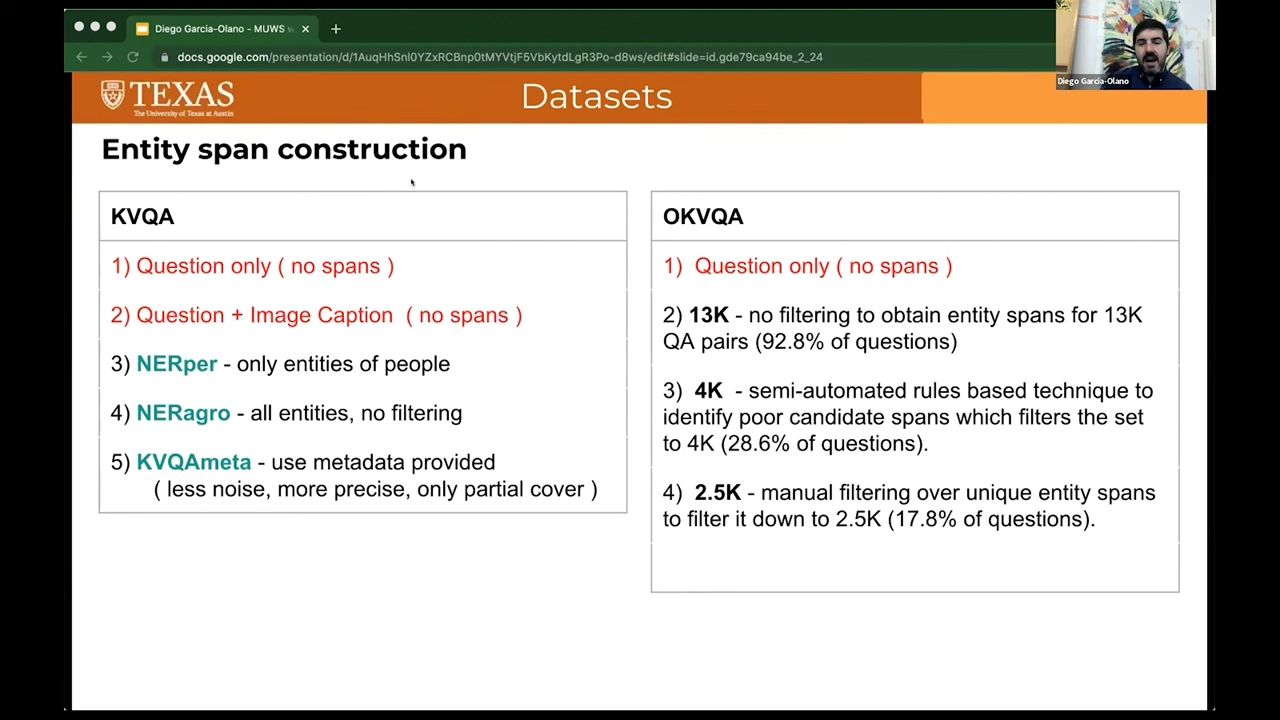 Diego Garcia-Olano - MUWS
docs.google.com/presentation/d/1AuqHhSnl0YZxRCBnp0tMYVtjF5VbKytdLgR3Po-d8ws/edit#slide=id.gde79ca94be_2_24
Diego Garcia-Olano
TEXAS
The University of Texas at Austin
Datasets
Entity span construction
KVQA
1) Question only ( no spans )
2) Question + Image Caption ( no spans )
3) NERper - only entities of people
4) NERagro - all entities, no filtering
5) KVQAmeta - use metadata provided
( less noise, more precise, only partial cover )
OKVQA
1) Question only ( no spans )
2) 13K - no filtering to obtain entity spans for 13K
QA pairs (92.8% of questions)
3) 4K - semi-automated rules based technique to
identify poor candidate spans which filters the set
to 4K (28.6% of questions).
4) 2.5K - manual filtering over unique entity spans
to filter it down to 2.5K (17.8% of questions).